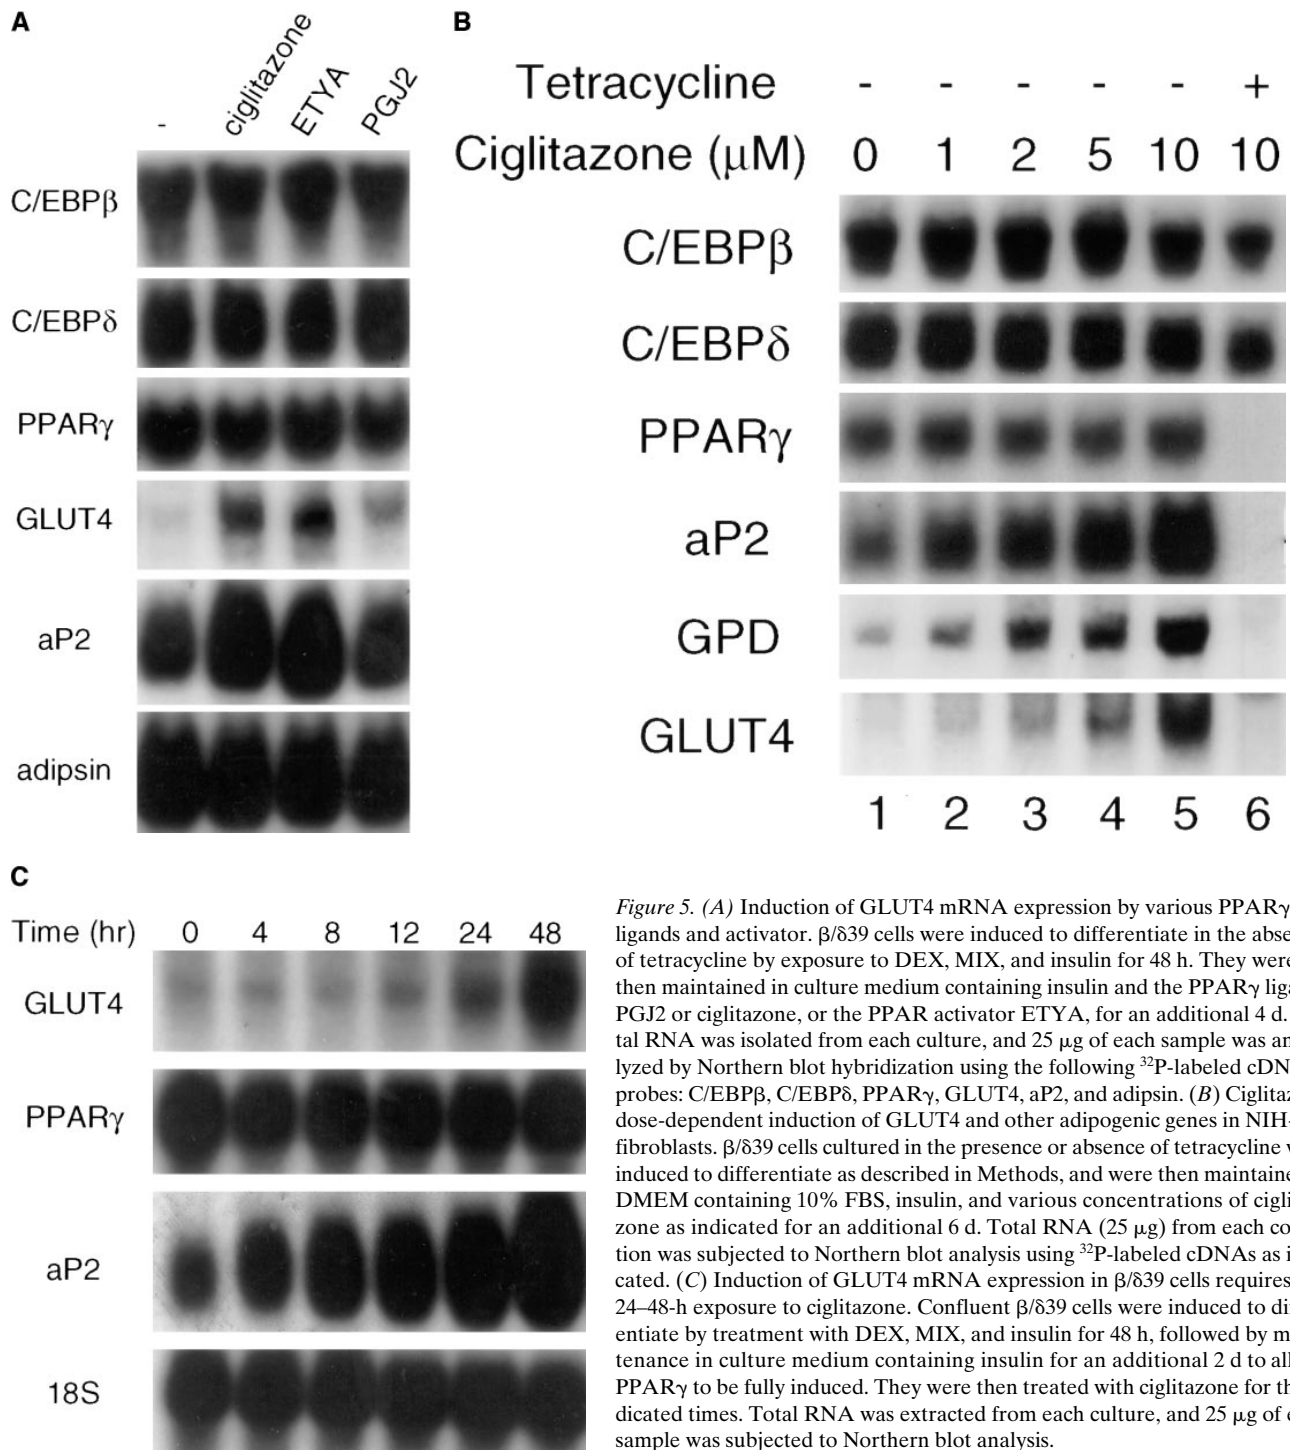 A
- ciglitazone ETYA PGJ2
C/EBPβ
C/EBPδ
PPARγ
GLUT4
aP2
adipsin
B
Tetracycline - - - - - +
Ciglitazone (μM) 0 1 2 5 10 10
C/EBPβ
C/EBPδ
PPARγ
aP2
GPD
GLUT4
1 2 3 4 5 6
C
Time (hr) 0 4 8 12 24 48
GLUT4
PPARγ
aP2
18S
Figure 5. (A) Induction of GLUT4 mRNA expression by various PPARγ
ligands and activator. β/δ39 cells were induced to differentiate in the abse
of tetracycline by exposure to DEX, MIX, and insulin for 48 h. They were
then maintained in culture medium containing insulin and the PPARγ liga
PGJ2 or ciglitazone, or the PPAR activator ETYA, for an additional 4 d.
tal RNA was isolated from each culture, and 25 μg of each sample was an
lyzed by Northern blot hybridization using the following ³²P-labeled cDN
probes: C/EBPβ, C/EBPδ, PPARγ, GLUT4, aP2, and adipsin. (B) Ciglitaz
dose-dependent induction of GLUT4 and other adipogenic genes in NIH-
fibroblasts. β/δ39 cells cultured in the presence or absence of tetracycline w
induced to differentiate as described in Methods, and were then maintaine
DMEM containing 10% FBS, insulin, and various concentrations of cigli
zone as indicated for an additional 6 d. Total RNA (25 μg) from each co
tion was subjected to Northern blot analysis using ³²P-labeled cDNAs as i
cated. (C) Induction of GLUT4 mRNA expression in β/δ39 cells requires
24–48-h exposure to ciglitazone. Confluent β/δ39 cells were induced to di
entiate by treatment with DEX, MIX, and insulin for 48 h, followed by m
tenance in culture medium containing insulin for an additional 2 d to all
PPARγ to be fully induced. They were then treated with ciglitazone for th
dicated times. Total RNA was extracted from each culture, and 25 μg of e
sample was subjected to Northern blot analysis.